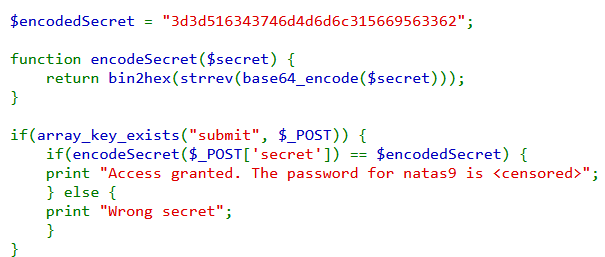 $encodedSecret = "3d3d516343746d4d6d6c315669563362";
function encodeSecret($secret) {
return bin2hex(strrev(base64_encode($secret)));
}
if(array_key_exists("submit", $_POST)) {
if(encodeSecret($_POST['secret']) == $encodedSecret) {
print "Access granted. The password for natas9 is <censored>";
} else {
print "Wrong secret";
}
}